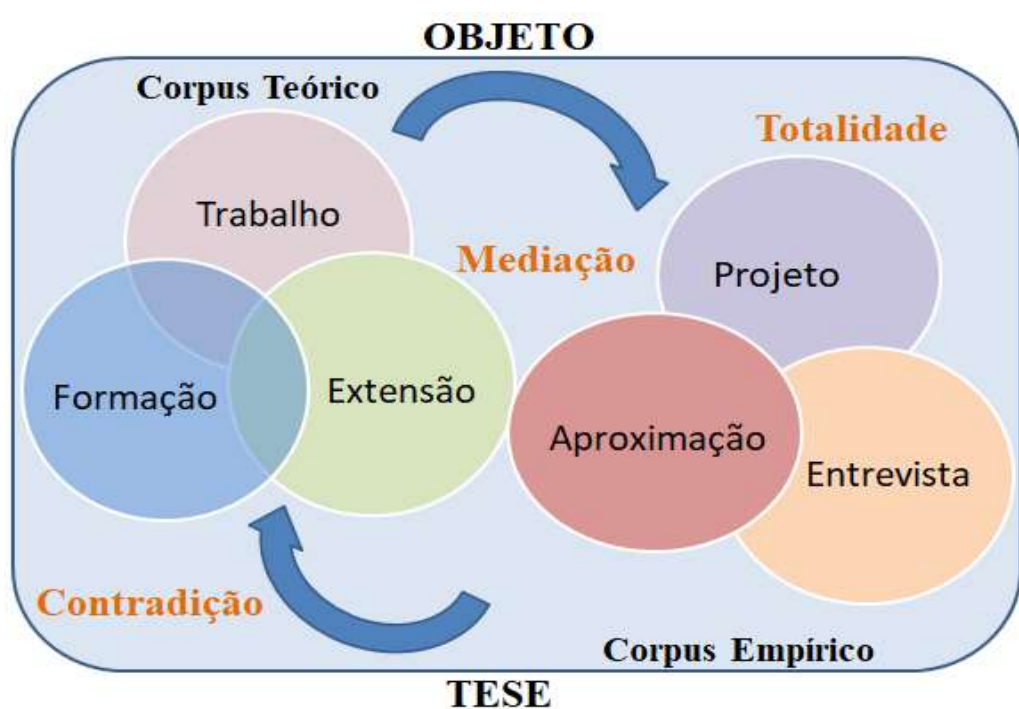 OBJETO
Corpus Teórico
Totalidade
Trabalho
Mediação
Projeto
Formação
Extensão
Aproximação
Entrevista
Contradição
Corpus Empírico
TESE